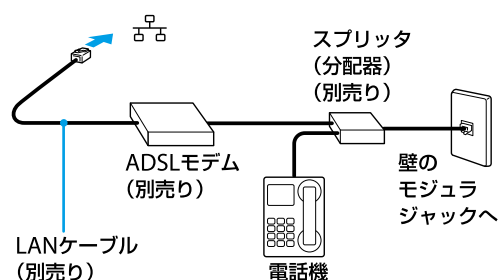 スプリッタ
（分配器）
（別売り）
ADSLモデム
（別売り）
壁の
モジュラ
ジャックへ
LANケーブル
（別売り）
電話機